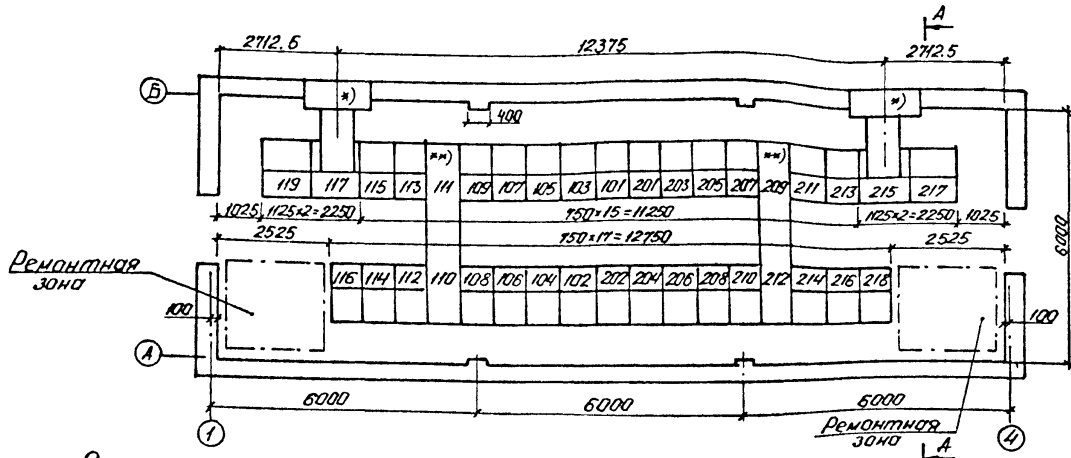 А
2712.5 12375 2712.5
Б *) *)
400
**) **)
119 117 115 113 111 109 107 105 103 101 201 203 205 207 209 211 213 215 217
1025 1125×2=2250 750×15=11250 1125×2=2250 1025
2525 750×17=12750 2525
6000
Ремонтная
зона
116 114 112 110 108 106 104 102 202 204 206 208 210 212 214 216 218
100 100
А
6000 6000 6000
Ремонтная
зона
1 4
А